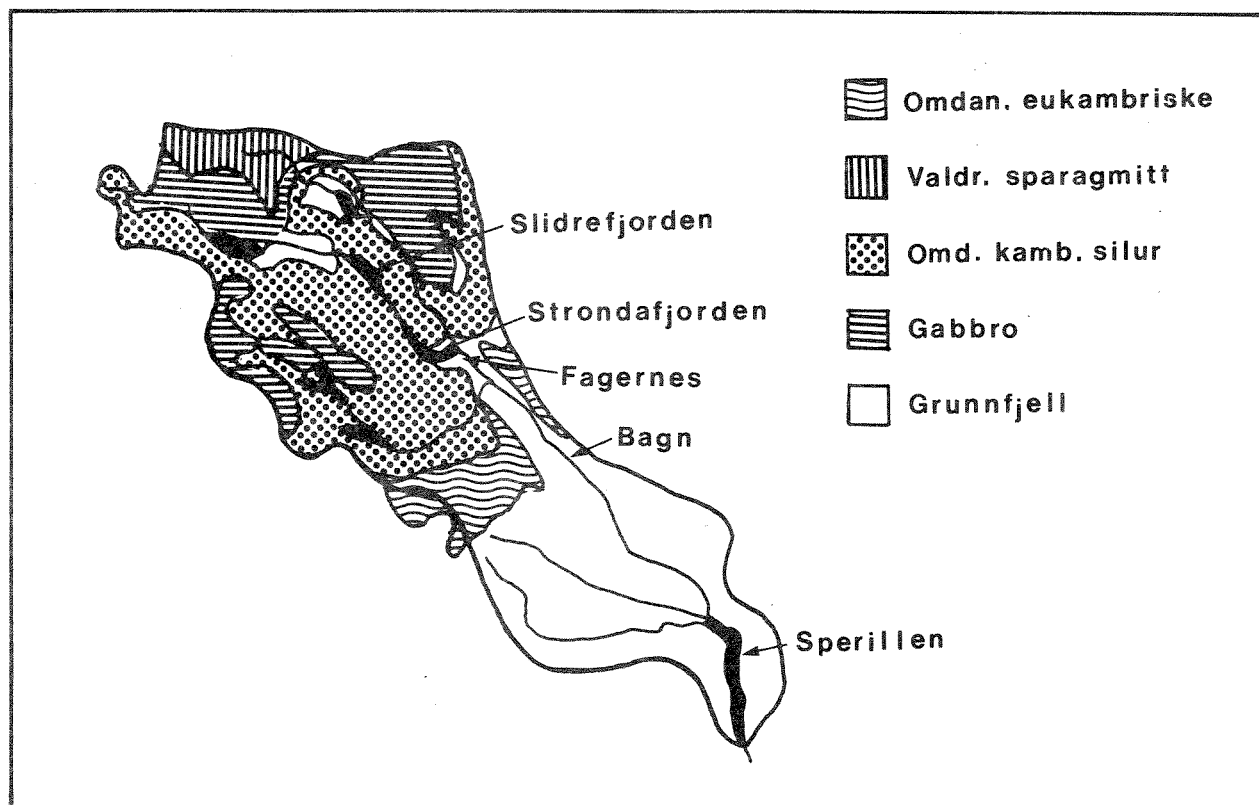 Omdan. eukambriske
Valdr. sparagmitt
Omd. kamb. silur
Gabbro
Grunnfjell
Slidrefjorden
Strondafjorden
Fagernes
Bagn
Sperillen